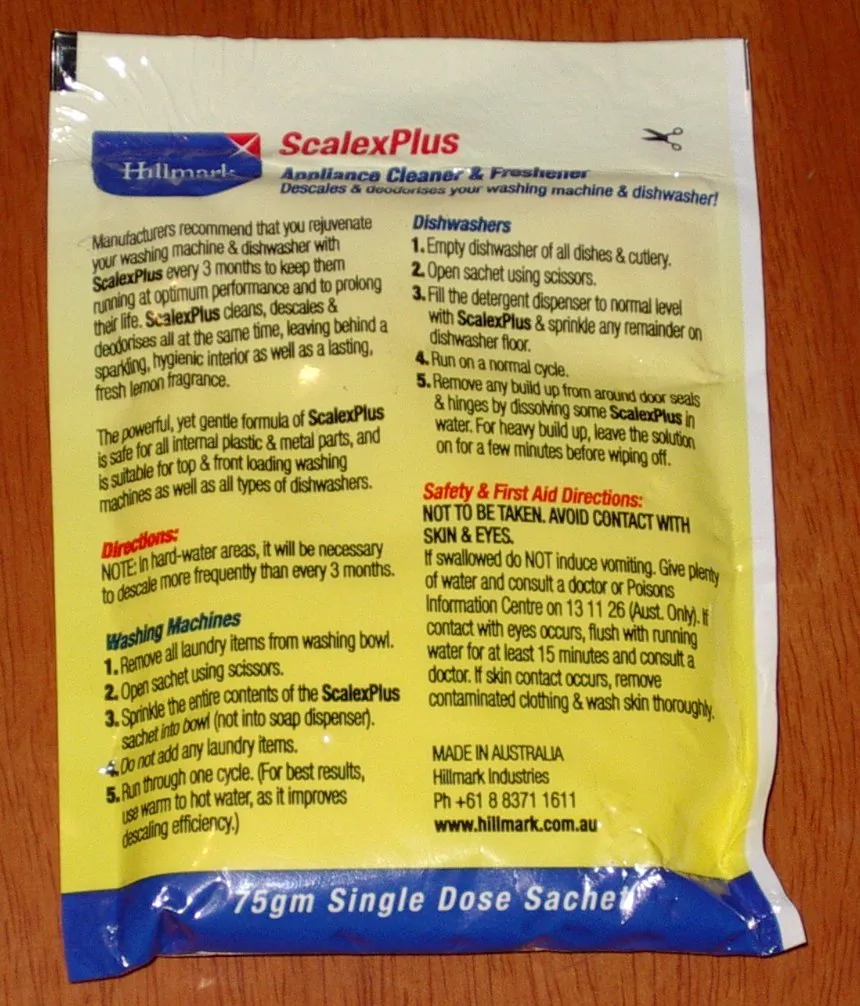 Hillmark
ScalexPlus
Appliance Cleaner & Freshener
Descales & deodorises your washing machine & dishwasher!
Manufacturers recommend that you rejuvenate
your washing machine & dishwasher with
ScalexPlus every 3 months to keep them
running at optimum performance and to prolong
their life. ScalexPlus cleans, descales &
deodorises all at the same time, leaving behind a
sparkling, hygienic interior as well as a lasting,
fresh lemon fragrance.
The powerful, yet gentle formula of ScalexPlus
is safe for all internal plastic & metal parts, and
is suitable for top & front loading washing
machines as well as all types of dishwashers.
Directions:
NOTE: In hard-water areas, it will be necessary
to descale more frequently than every 3 months.
Washing Machines
1. Remove all laundry items from washing bowl.
2. Open sachet using scissors.
3. Sprinkle the entire contents of the ScalexPlus
sachet into bowl (not into soap dispenser).
4. Do not add any laundry items.
5. Run through one cycle. (For best results,
use warm to hot water, as it improves
descaling efficiency.)
Dishwashers
1. Empty dishwasher of all dishes & cutlery.
2. Open sachet using scissors.
3. Fill the detergent dispenser to normal level
with ScalexPlus & sprinkle any remainder on
dishwasher floor.
4. Run on a normal cycle.
5. Remove any build up from around door seals
& hinges by dissolving some ScalexPlus in
water. For heavy build up, leave the solution
on for a few minutes before wiping off.
Safety & First Aid Directions:
NOT TO BE TAKEN. AVOID CONTACT WITH
SKIN & EYES.
If swallowed do NOT induce vomiting. Give plenty
of water and consult a doctor or Poisons
Information Centre on 13 11 26 (Aust. Only). If
contact with eyes occurs, flush with running
water for at least 15 minutes and consult a
doctor. If skin contact occurs, remove
contaminated clothing & wash skin thoroughly.
MADE IN AUSTRALIA
Hillmark Industries
Ph +61 8 8371 1611
www.hillmark.com.au
75gm Single Dose Sachet